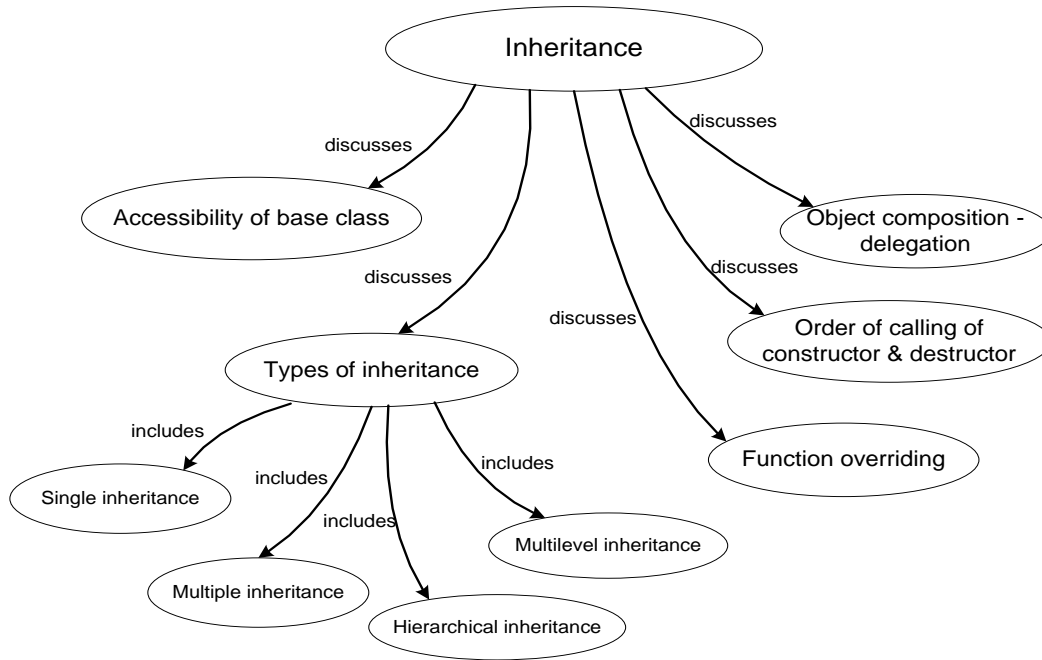 Inheritance
discusses
discusses
Accessibility of base class
Object composition -
delegation
discusses
discusses
discusses
Order of calling of
constructor & destructor
Types of inheritance
includes
Function overriding
includes
includes
includes
Single inheritance
Multilevel inheritance
Multiple inheritance
Hierarchical inheritance